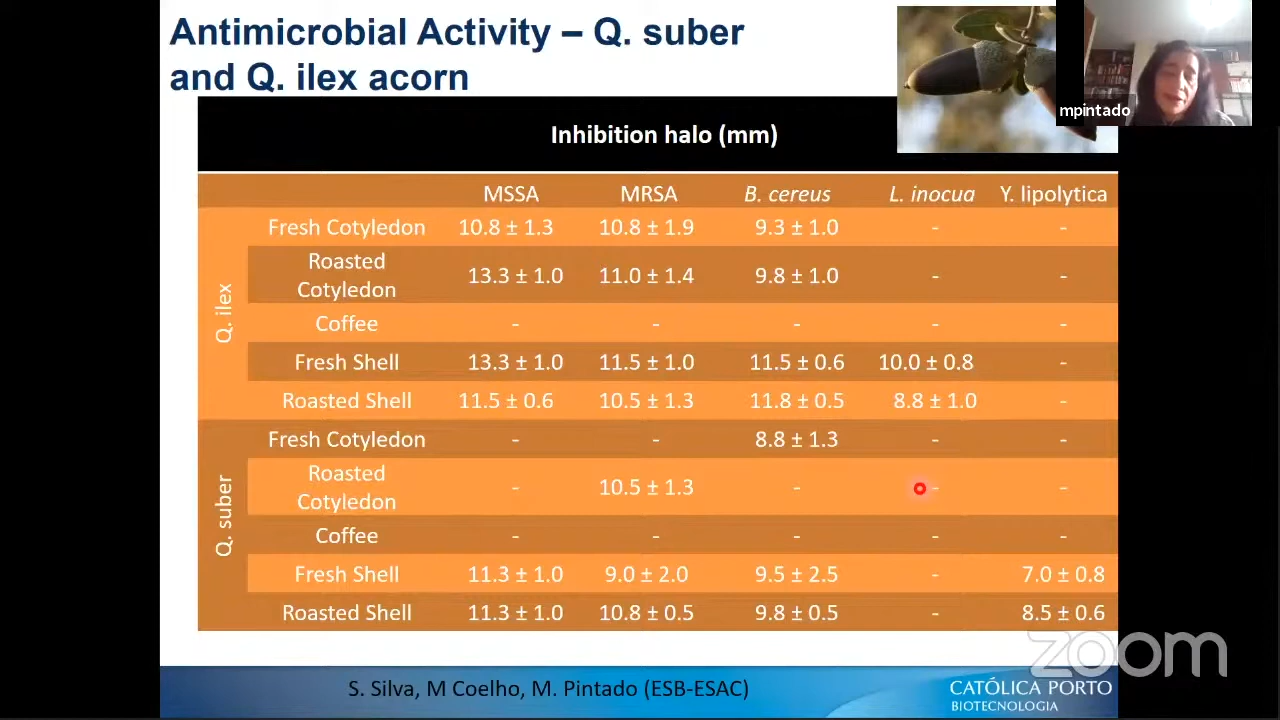 Antimicrobial Activity – Q. suber
and Q. ilex acorn
mpintado
Inhibition halo (mm)
MSSA MRSA B. cereus L. inocua Y. lipolytica
Q. ilex
Fresh Cotyledon 10.8 ± 1.3 10.8 ± 1.9 9.3 ± 1.0 - -
Roasted
Cotyledon 13.3 ± 1.0 11.0 ± 1.4 9.8 ± 1.0 - -
Coffee - - - - -
Fresh Shell 13.3 ± 1.0 11.5 ± 1.0 11.5 ± 0.6 10.0 ± 0.8 -
Roasted Shell 11.5 ± 0.6 10.5 ± 1.3 11.8 ± 0.5 8.8 ± 1.0 -
Q. suber
Fresh Cotyledon - - 8.8 ± 1.3 - -
Roasted
Cotyledon - 10.5 ± 1.3 - - -
Coffee - - - - -
Fresh Shell 11.3 ± 1.0 9.0 ± 2.0 9.5 ± 2.5 - 7.0 ± 0.8
Roasted Shell 11.3 ± 1.0 10.8 ± 0.5 9.8 ± 0.5 - 8.5 ± 0.6
zoom
S. Silva, M Coelho, M. Pintado (ESB-ESAC)
CATÓLICA PORTO
BIOTECNOLOGIA